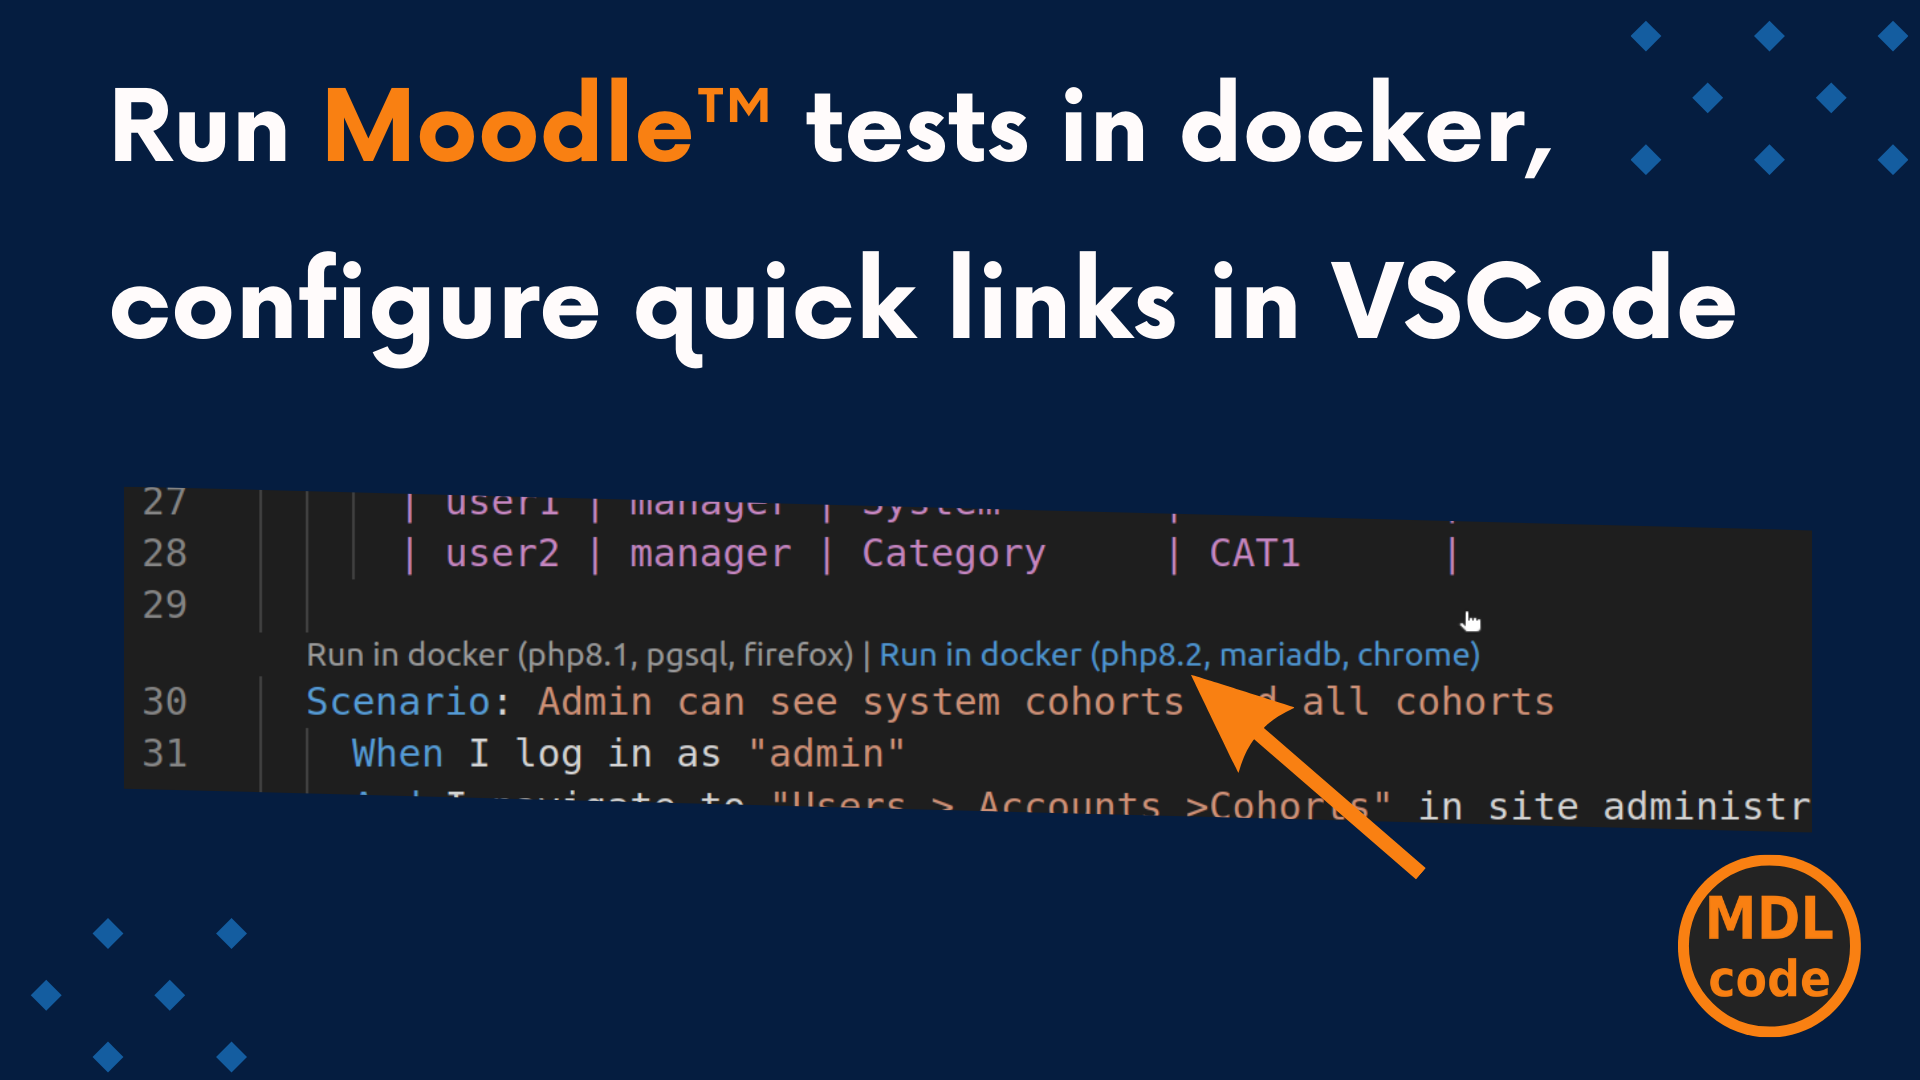 Run Moodle™ tests in docker,
configure quick links in VSCode
27 | user1 | manager | System | |
28 | user2 | manager | Category | CAT1 |
29
Run in docker (php8.1, pgsql, firefox) | Run in docker (php8.2, mariadb, chrome)
30 Scenario: Admin can see system cohorts all cohorts
31 When I log in as "admin"
And I navigate to "Users > Accounts >Cohorts" in site administr
MDL
code